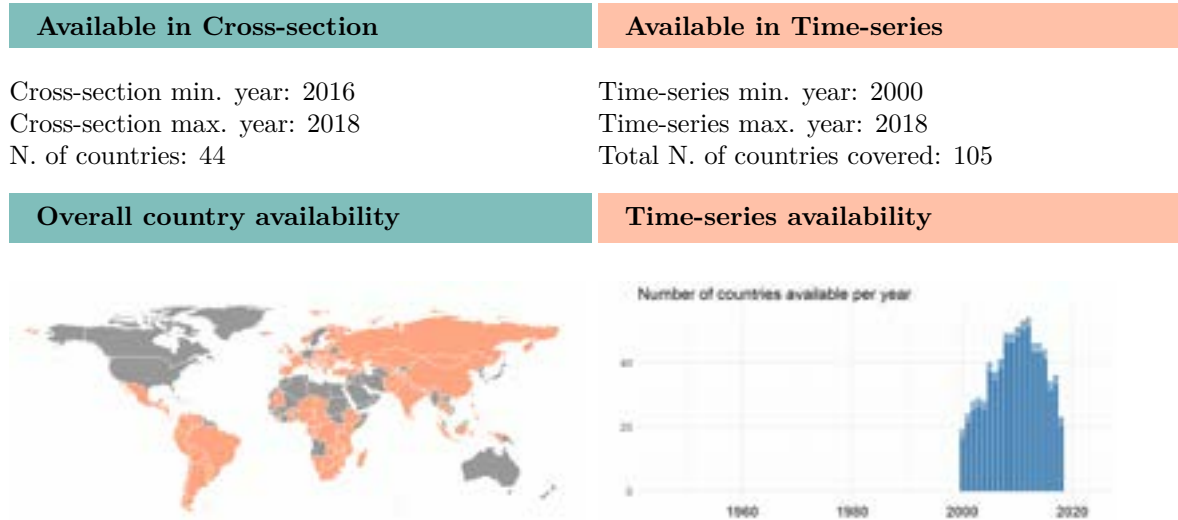 Available in Cross-section
Available in Time-series
Cross-section min. year: 2016
Cross-section max. year: 2018
N. of countries: 44
Time-series min. year: 2000
Time-series max. year: 2018
Total N. of countries covered: 105
Overall country availability
Time-series availability
Number of countries available per year
40
20
0
1960
1980
2000
2020